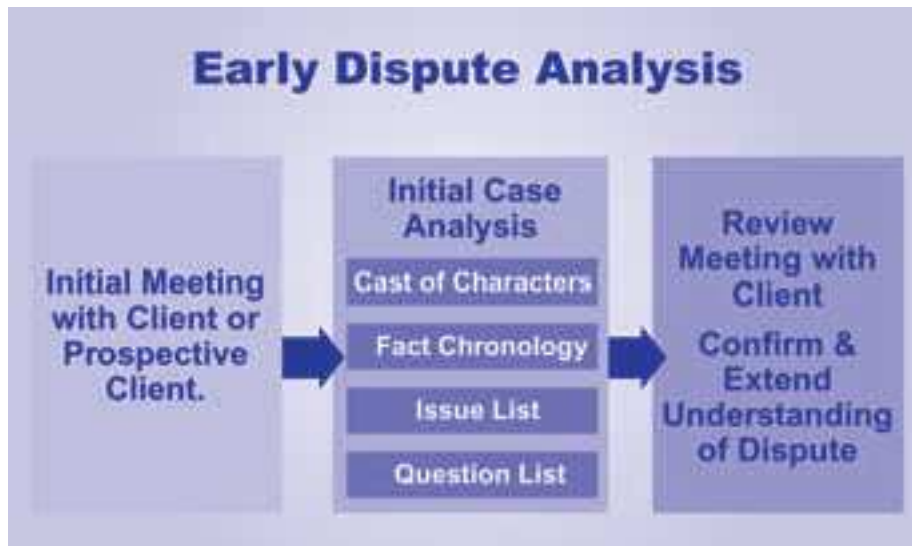 Early Dispute Analysis
Initial Meeting
with Client or
Prospective
Client.
Initial Case
Analysis
Cast of Characters
Fact Chronology
Issue List
Question List
Review
Meeting with
Client
Confirm &
Extend
Understanding
of Dispute